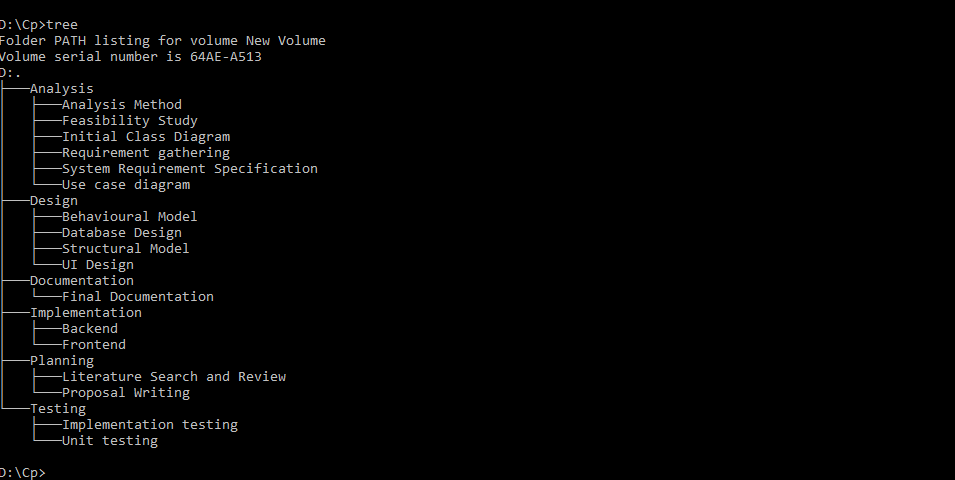 D:\Cp>tree
Folder PATH listing for volume New Volume
Volume serial number is 64AE-A513
D:.
├───Analysis
│   ├───Analysis Method
│   ├───Feasibility Study
│   ├───Initial Class Diagram
│   ├───Requirement gathering
│   ├───System Requirement Specification
│   └───Use case diagram
├───Design
│   ├───Behavioural Model
│   ├───Database Design
│   ├───Structural Model
│   └───UI Design
├───Documentation
│   └───Final Documentation
├───Implementation
│   ├───Backend
│   └───Frontend
├───Planning
│   ├───Literature Search and Review
│   └───Proposal Writing
└───Testing
    ├───Implementation testing
    └───Unit testing
D:\Cp>